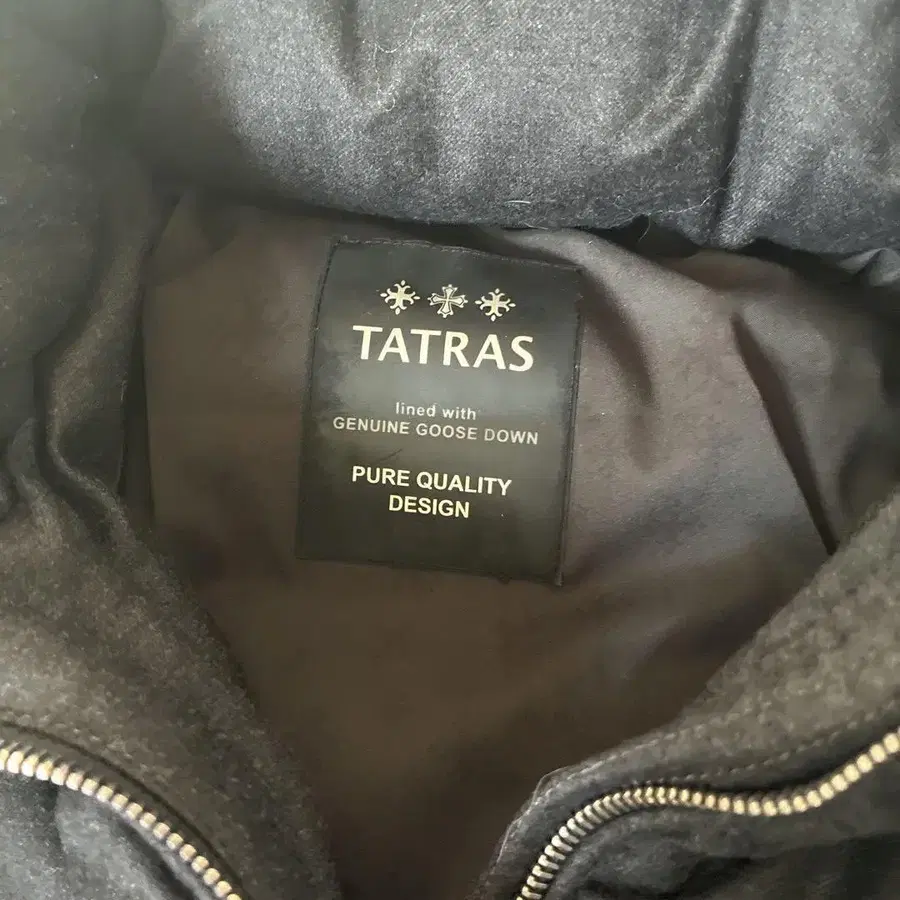 TATRAS
lined with
GENUINE GOOSE DOWN
PURE QUALITY
DESIGN